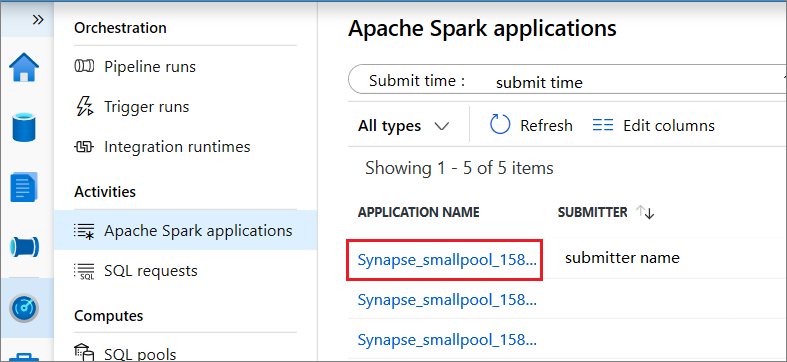 »
Orchestration
Pipeline runs
Trigger runs
Integration runtimes
Activities
Apache Spark applications
SQL
SQL requests
Computes
SQL pools
Apache Spark applications
Submit time : submit time
All types Refresh Edit columns
Showing 1 - 5 of 5 items
APPLICATION NAME SUBMITTER ↑↓
Synapse_smallpool_158... submitter name
Synapse_smallpool_158...
Synapse_smallpool_158...